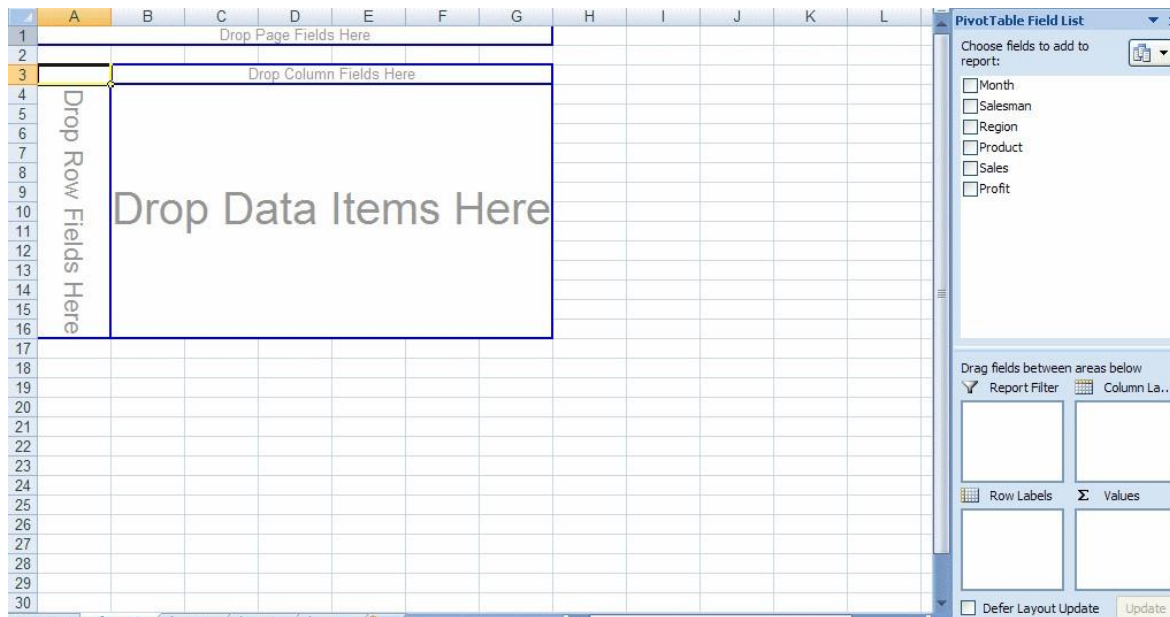 A B C D E F G H I J K L
1 Drop Page Fields Here
2
3 Drop Column Fields Here
4
5
6
7
8
9
10
11
12
13
14
15
16
Drop Row Fields Here
Drop Data Items Here
17
18
19
20
21
22
23
24
25
26
27
28
29
30
PivotTable Field List
Choose fields to add to
report:
Month
Salesman
Region
Product
Sales
Profit
Drag fields between areas below
Report Filter Column La...
Row Labels Σ Values
Defer Layout Update Update